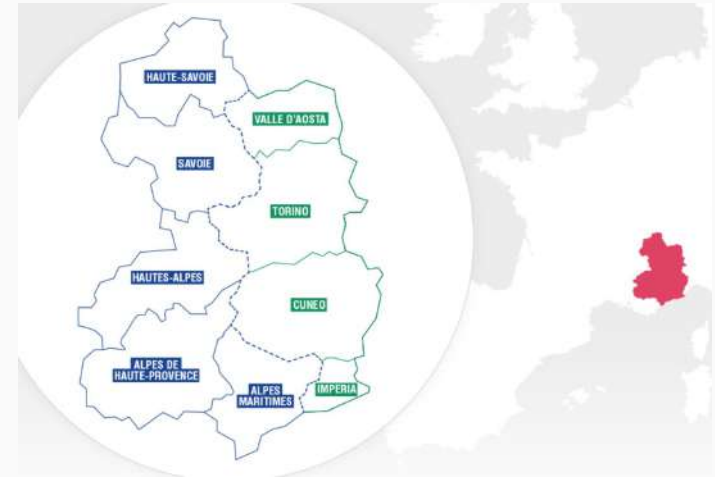 HAUTE-SAVOIE
VALLE D'AOSTA
SAVOIE
TORINO
HAUTES-ALPES
CUNEO
ALPES DE
HAUTE-PROVENCE
ALPES
MARITIMES
IMPERIA